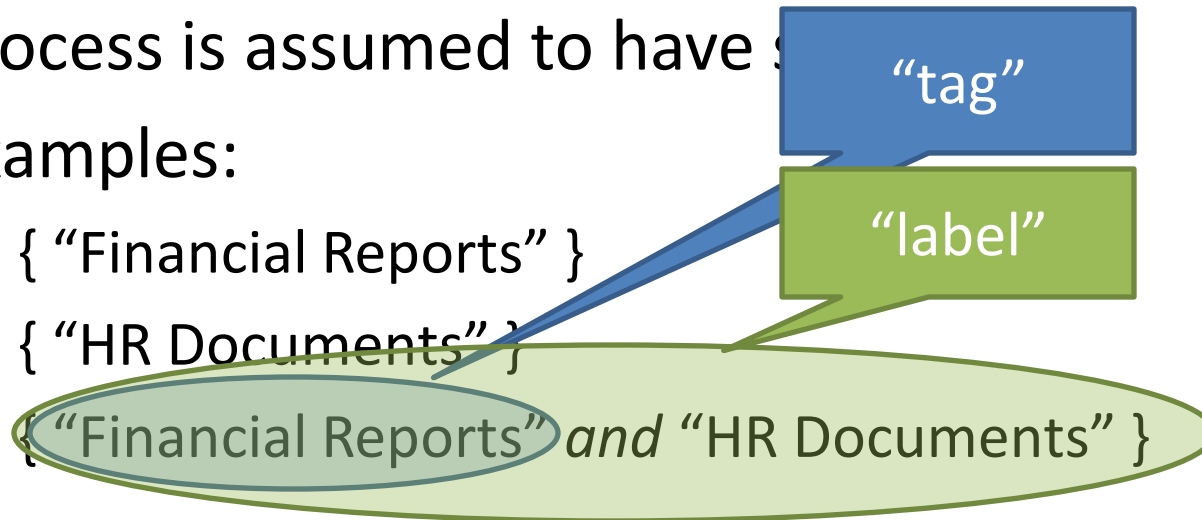 ocess is assumed to have
“tag”
amples:
“label”
{ “Financial Reports” }
{ “HR Documents” }
{ “Financial Reports” and “HR Documents” }